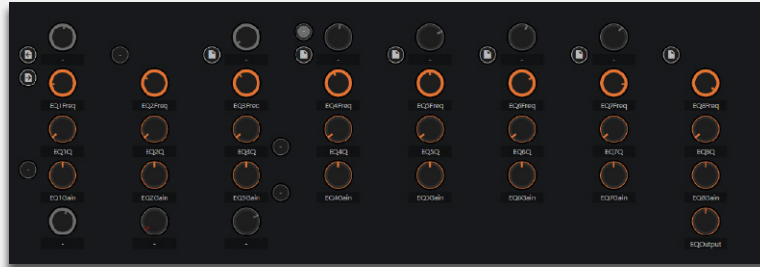 - - - - - - -
-
EQ1Freq EQ2Freq EQ3Freq EQ4Freq EQ5Freq EQ6Freq EQ7Freq EQ8Freq
EQ1Q EQ2Q EQ3Q EQ4Q EQ5Q EQ6Q EQ7Q EQ8Q
EQ1Gain EQ2Gain EQ3Gain EQ4Gain EQ5Gain EQ6Gain EQ7Gain EQ8Gain
- - - EQOutput